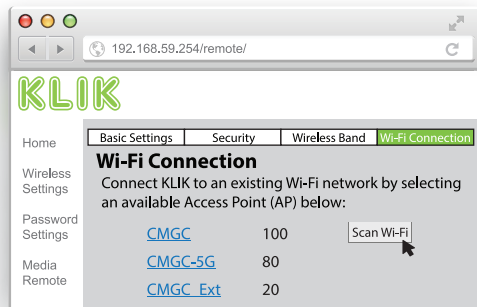 192.168.59.254/remote/
KLIK
Home
Wireless
Settings
Password
Settings
Media
Remote
Basic Settings Security Wireless Band Wi-Fi Connection
Wi-Fi Connection
Connect KLIK to an existing Wi-Fi network by selecting
an available Access Point (AP) below:
CMGC 100 Scan Wi-Fi
CMGC-5G 80
CMGC_Ext 20